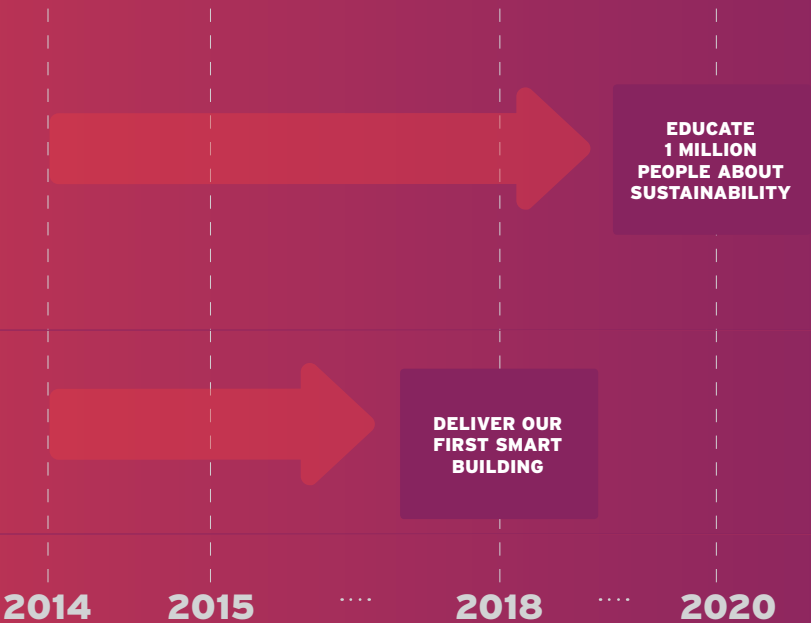 EDUCATE
1 MILLION
PEOPLE ABOUT
SUSTAINABILITY
DELIVER OUR
FIRST SMART
BUILDING
2014 2015 .... 2018 .... 2020